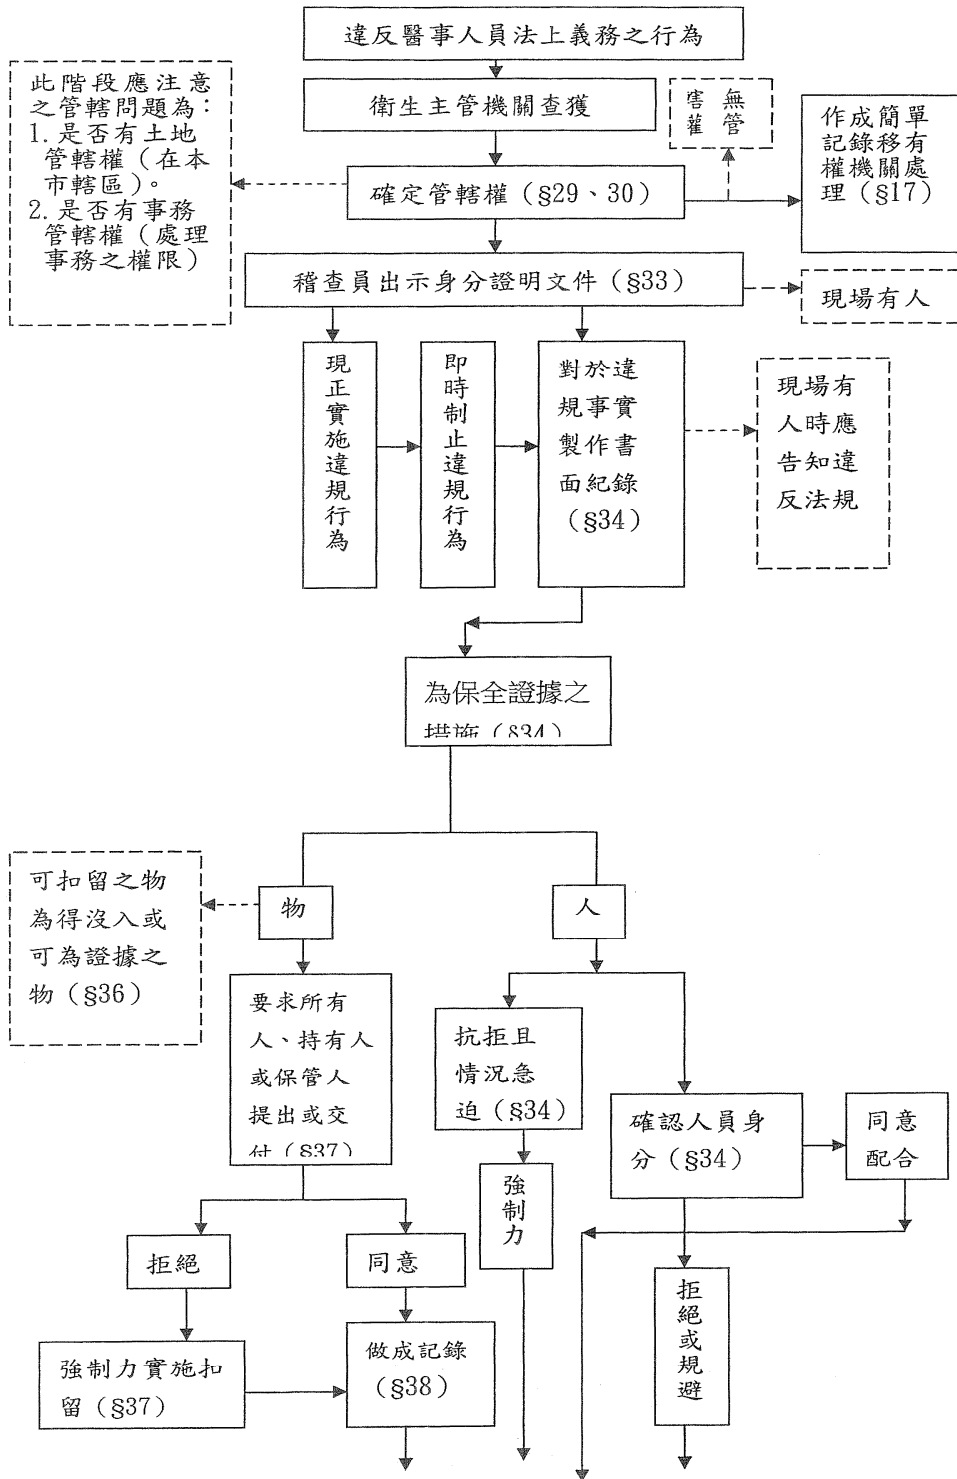 違反醫事人員法上義務之行為
此階段應注意
之管轄問題為：
1. 是否有土地
管轄權（在本
市轄區）。
2. 是否有事務
管轄權（處理
事務之權限）
衛生主管機關查獲
無管
作成簡單
記錄移有
權機關處
理（§17）
確定管轄權（§29、30）
稽查員出示身分證明文件（§33）
現場有人
現正實施違規行為
即時制止違規行為
對於違
規事實
製作書
面紀錄
（§34）
現場有
人時應
告知違
反法規
為保全證據之
措施（§34）
可扣留之物
為得沒入或
可為證據之
物（§36）
物
人
要求所有
人、持有人
或保管人
提出或交
付（§37）
抗拒且
情況急
迫（§34）
確認人員身
分（§34）
同意
配合
強制力
拒絕
同意
拒絕或規避
強制力實施扣
留（§37）
做成記錄
（§38）